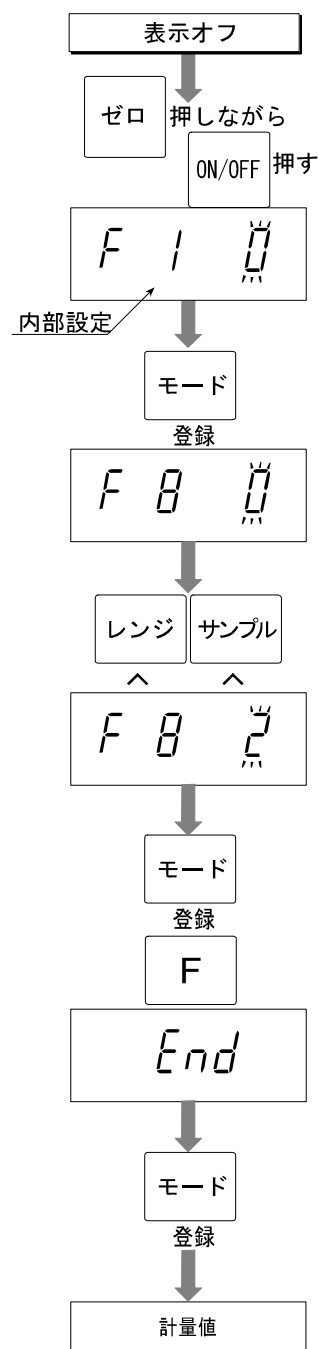 表示オフ
ゼロ 押しながら
ON/OFF 押す
F 1 0
内部設定
モード
登録
F 8 0
レンジ サンプル
^ ^
F 8 2
モード
登録
F
End
モード
登録
計量値